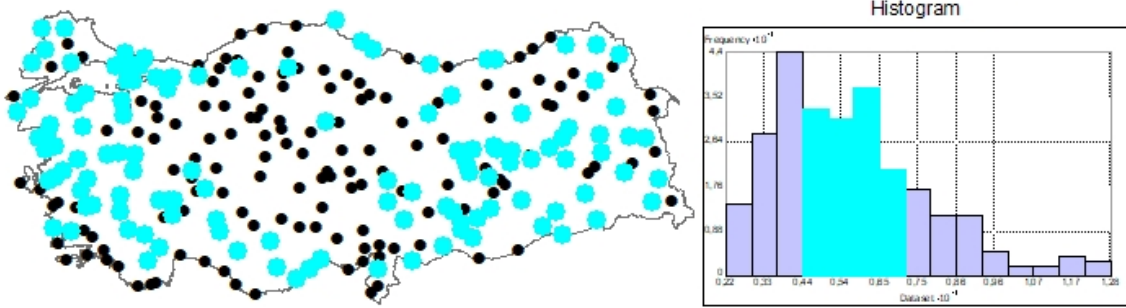 Histogram
Frequency ·10⁻¹
4,4
3,52
2,64
1,76
0,88
0
0,22 0,33 0,44 0,54 0,65 0,75 0,86 0,96 1,07 1,17 1,28
Dataset ·10⁻³